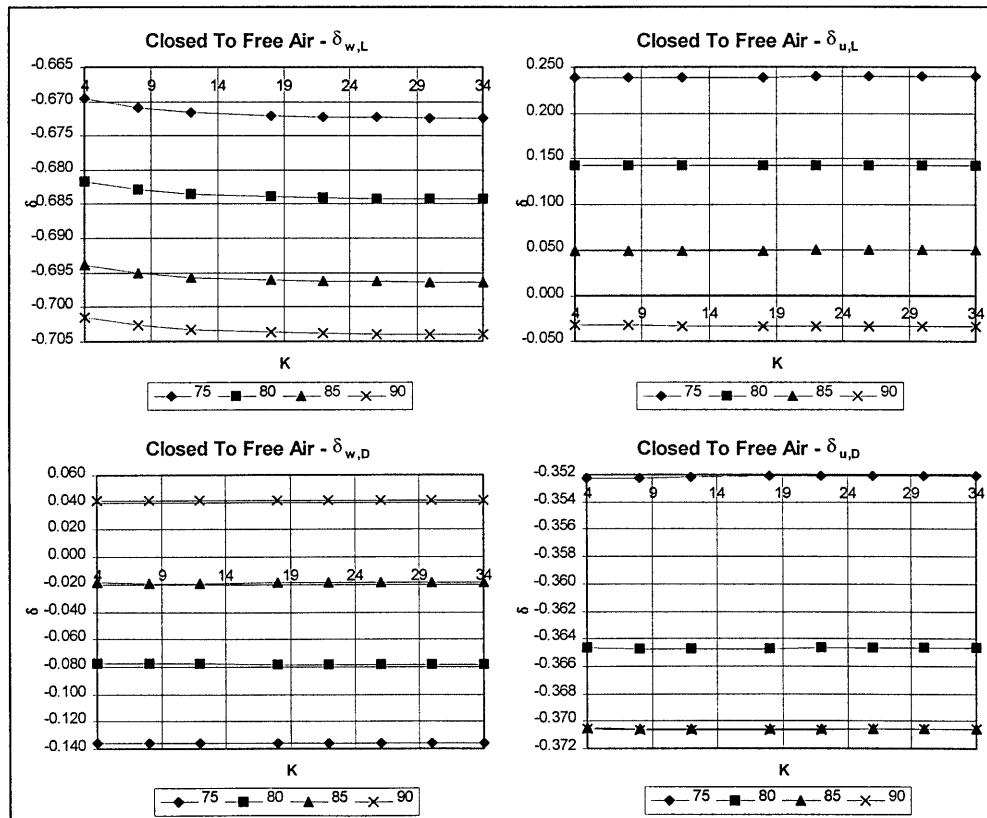 Closed To Free Air - δw,L
-0.665
-0.670
-0.675
-0.680
-0.685
-0.690
-0.695
-0.700
-0.705
δ
4 9 14 19 24 29 34
K
75 80 85 90
Closed To Free Air - δu,L
0.250
0.200
0.150
0.100
0.050
0.000
-0.050
δ
4 9 14 19 24 29 34
K
75 80 85 90
Closed To Free Air - δw,D
0.060
0.040
0.020
0.000
-0.020
-0.040
-0.060
-0.080
-0.100
-0.120
-0.140
δ
4 9 14 19 24 29 34
K
75 80 85 90
Closed To Free Air - δu,D
-0.352
-0.354
-0.356
-0.358
-0.360
-0.362
-0.364
-0.366
-0.368
-0.370
-0.372
δ
4 9 14 19 24 29 34
K
75 80 85 90